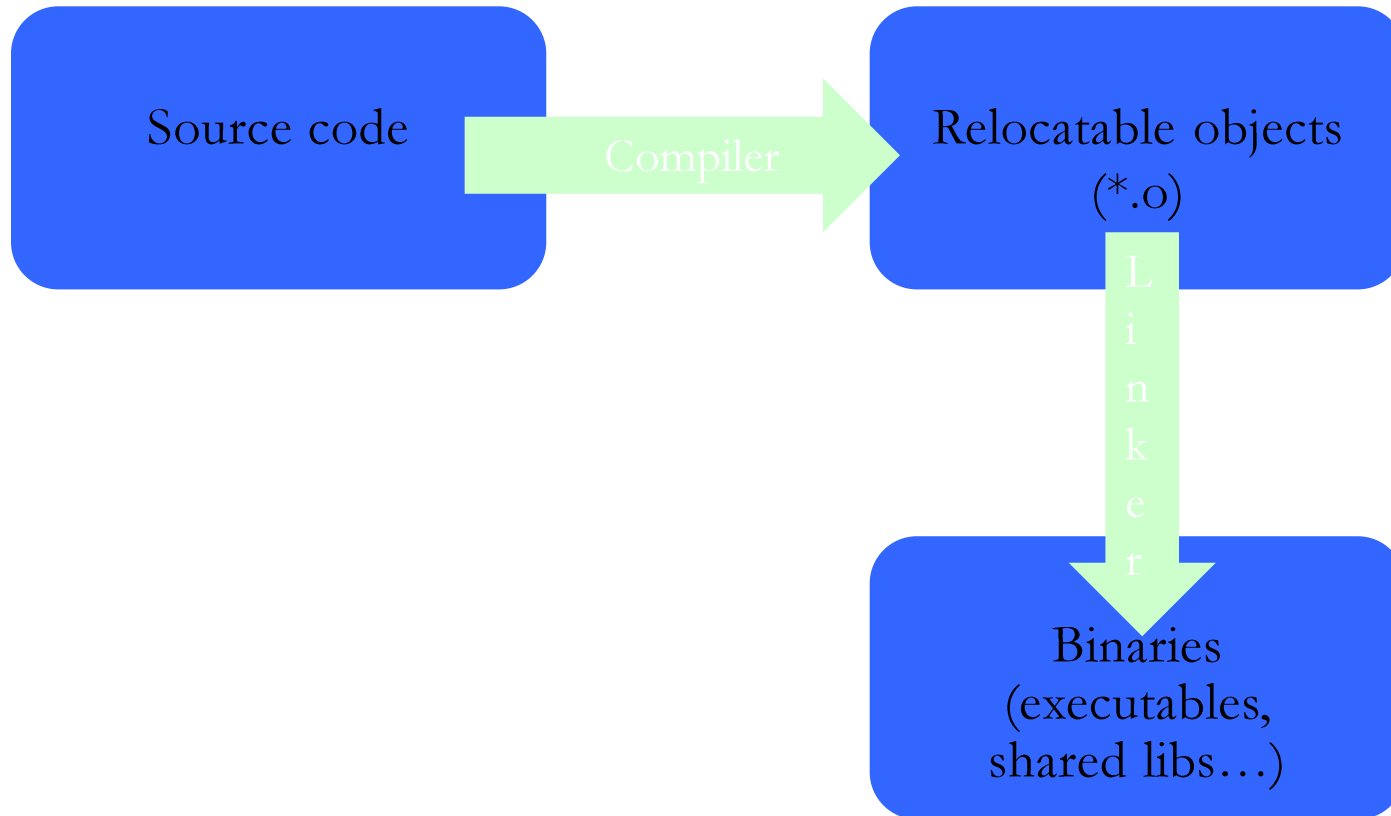 Source code
Compiler
Relocatable objects
(*.o)
L
i
n
k
e
r
Binaries
(executables,
shared libs…)